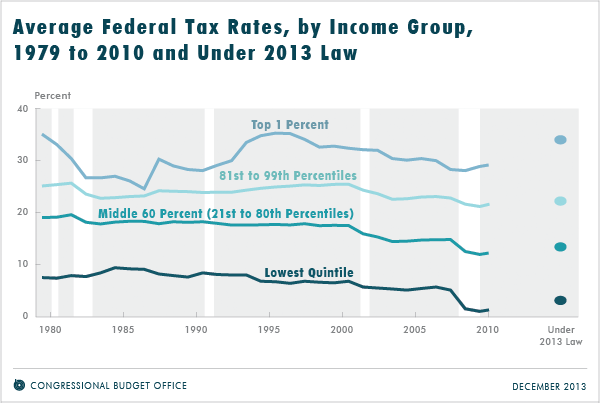 Average Federal Tax Rates, by Income Group,
1979 to 2010 and Under 2013 Law
Percent
40
Top 1 Percent
30
81st to 99th Percentiles
20
Middle 60 Percent (21st to 80th Percentiles)
10
Lowest Quintile
0
1980 1985 1990 1995 2000 2005 2010 Under
2013 Law
CONGRESSIONAL BUDGET OFFICE DECEMBER 2013